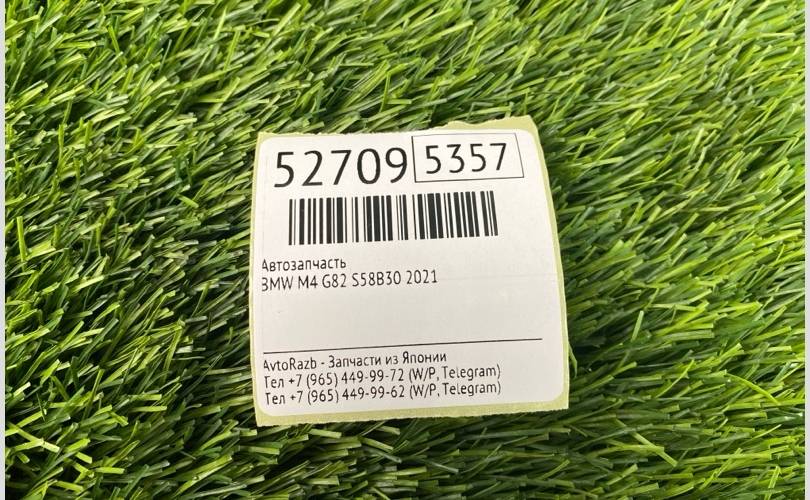 52709 5357
Автозапчасть
BMW M4 G82 S58B30 2021
AvtoRazb - Запчасти из Японии
Тел +7 (965) 449-99-72 (W/P, Telegram)
Тел +7 (965) 449-99-62 (W/P, Telegram)